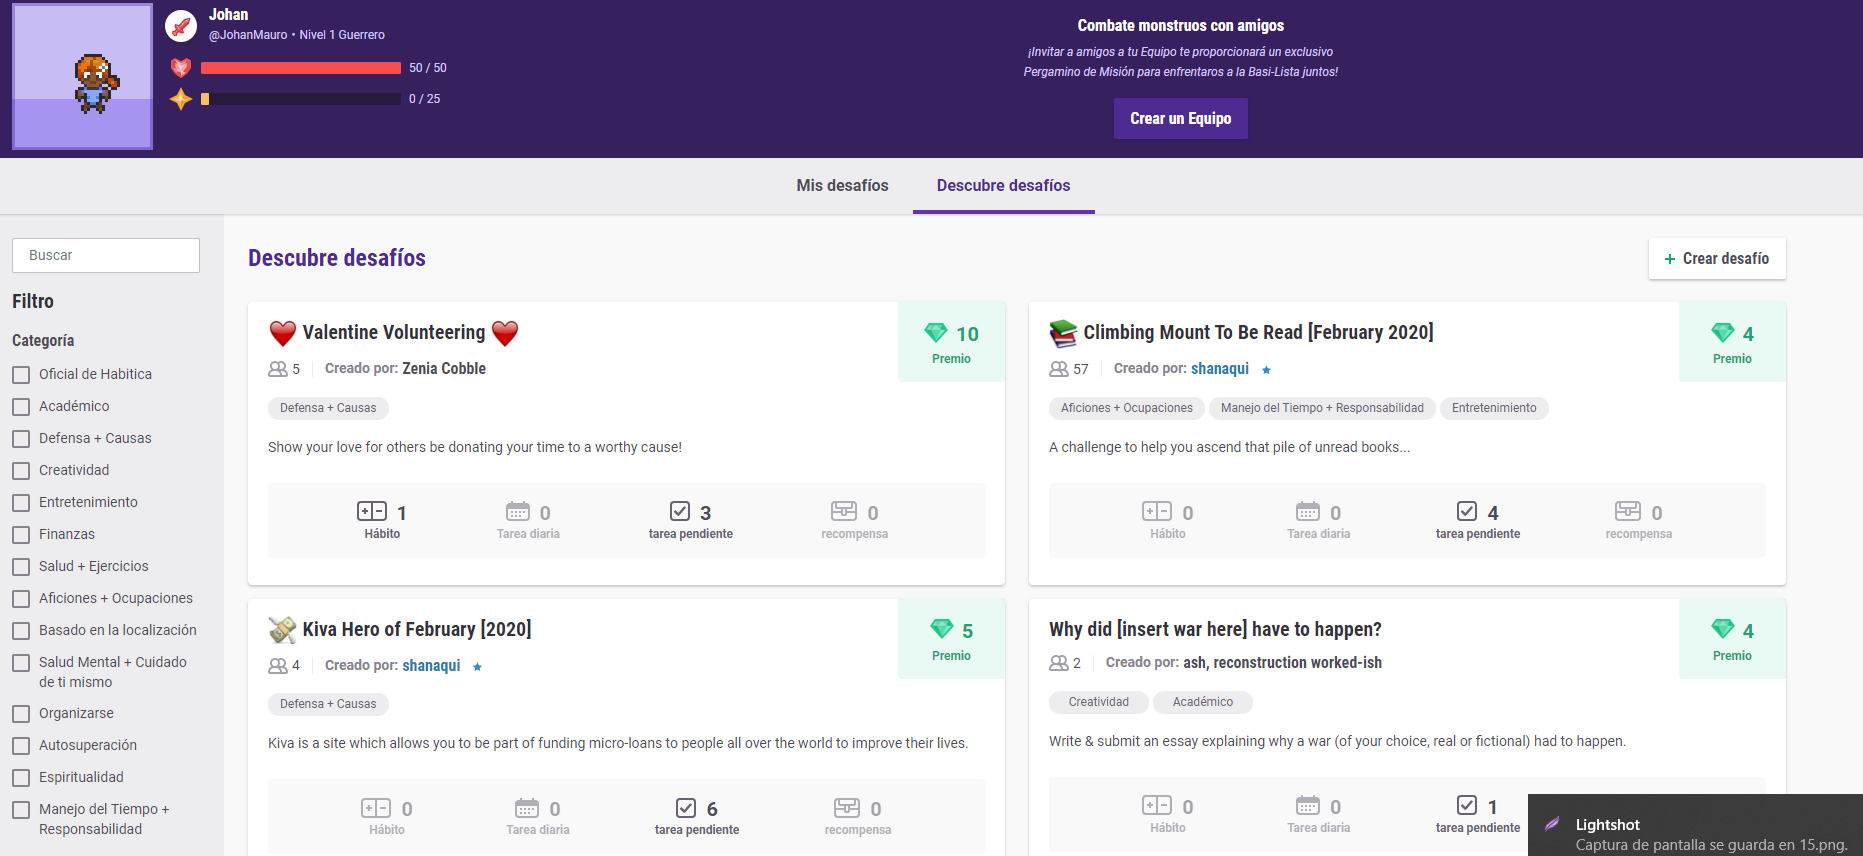 Johan
@JohanMauro • Nivel 1 Guerrero
50 / 50
0 / 25
Combate monstruos con amigos
¡Invitar a amigos a tu Equipo te proporcionará un exclusivo
Pergamino de Misión para enfrentaros a la Basi-Lista juntos!
Crear un Equipo
Mis desafíos
Descubre desafíos
Buscar
Filtro
Categoría
Oficial de Habitica
Académico
Defensa + Causas
Creatividad
Entretenimiento
Finanzas
Salud + Ejercicios
Aficiones + Ocupaciones
Basado en la localización
Salud Mental + Cuidado
de ti mismo
Organizarse
Autosuperación
Espiritualidad
Manejo del Tiempo +
Responsabilidad
Descubre desafíos
+ Crear desafío
Valentine Volunteering
10
Premio
5
Creado por: Zenia Cobble
Defensa + Causas
Show your love for others be donating your time to a worthy cause!
1
Hábito
0
Tarea diaria
3
tarea pendiente
0
recompensa
Climbing Mount To Be Read [February 2020]
4
Premio
57
Creado por: shanaqui
Aficiones + Ocupaciones
Manejo del Tiempo + Responsabilidad
Entretenimiento
A challenge to help you ascend that pile of unread books...
0
Hábito
0
Tarea diaria
4
tarea pendiente
0
recompensa
Kiva Hero of February [2020]
5
Premio
4
Creado por: shanaqui
Defensa + Causas
Kiva is a site which allows you to be part of funding micro-loans to people all over the world to improve their lives.
0
Hábito
0
Tarea diaria
6
tarea pendiente
0
recompensa
Why did [insert war here] have to happen?
4
Premio
2
Creado por: ash, reconstruction worked-ish
Creatividad
Académico
Write & submit an essay explaining why a war (of your choice, real or fictional) had to happen.
0
Hábito
0
Tarea diaria
1
tarea pendiente
Lightshot
Captura de pantalla se guarda en 15.png.